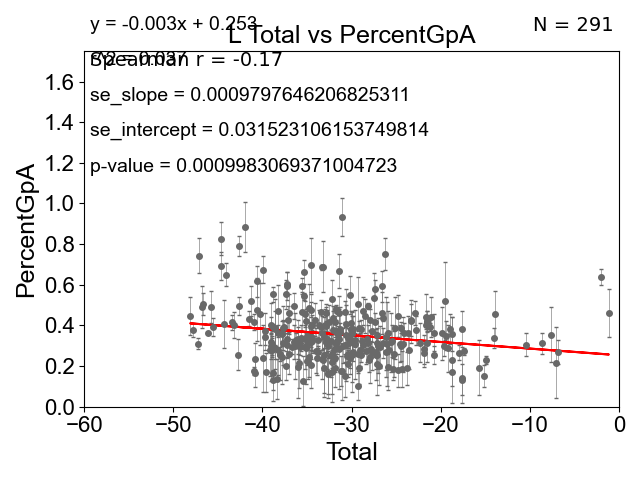 y = -0.003x + 0.253
N = 291
L Total vs PercentGpA
Spearman r = -0.17
se_slope = 0.0009797646206825311
se_intercept = 0.031523106153749814
p-value = 0.0009983069371004723
PercentGpA
1.6
1.4
1.2
1.0
0.8
0.6
0.4
0.2
0.0
−60
−50
−40
−30
−20
−10
0
Total